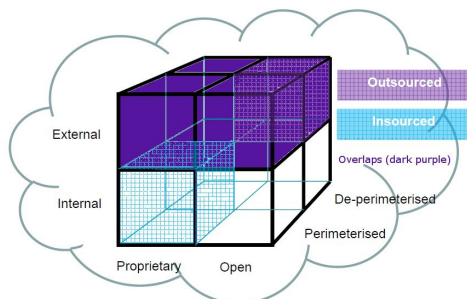 Outsourced
Insourced
External
Overlaps (dark purple)
De-perimeterised
Internal
Perimeterised
Proprietary
Open